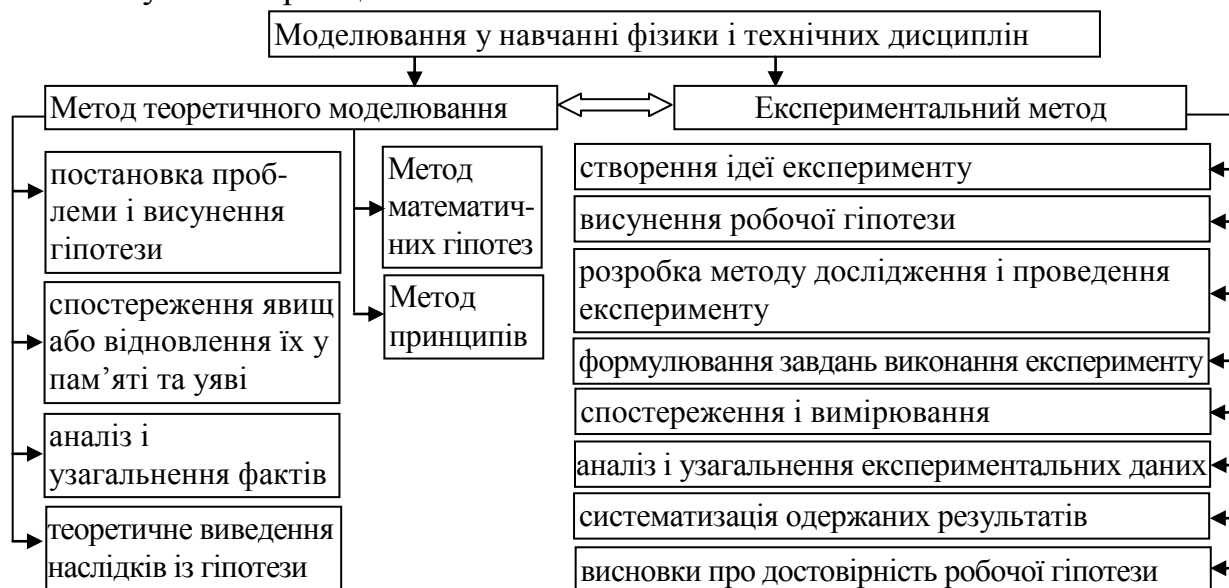 Моделювання у навчанні фізики і технічних дисциплін
Метод теоретичного моделювання
Експериментальний метод
постановка проб-
леми і висунення
гіпотези
спостереження явищ
або відновлення їх у
пам’яті та уяві
аналіз і
узагальнення фактів
теоретичне виведення
наслідків із гіпотези
Метод
математич-
них гіпотез
Метод
принципів
створення ідеї експерименту
висунення робочої гіпотези
розробка методу дослідження і проведення
експерименту
формулювання завдань виконання експерименту
спостереження і вимірювання
аналіз і узагальнення експериментальних даних
систематизація одержаних результатів
висновки про достовірність робочої гіпотези